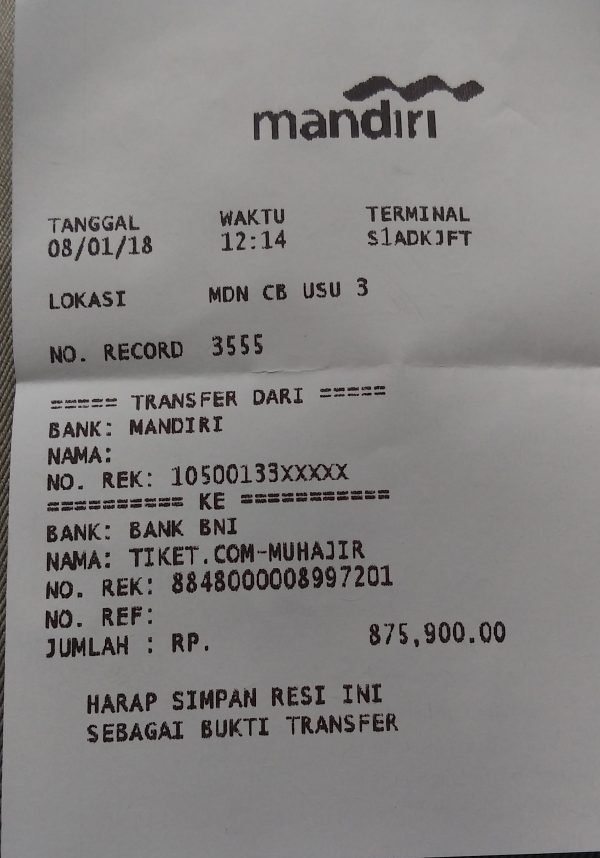 mandiri
TANGGAL WAKTU TERMINAL
08/01/18 12:14 S1ADKJFT
LOKASI MDN CB USU 3
NO. RECORD 3555
===== TRANSFER DARI =====
BANK: MANDIRI
NAMA:
NO. REK: 10500133XXXXX
========== KE ===========
BANK: BANK BNI
NAMA: TIKET.COM-MUHAJIR
NO. REK: 8848000008997201
NO. REF:
JUMLAH : RP. 875,900.00
HARAP SIMPAN RESI INI
SEBAGAI BUKTI TRANSFER